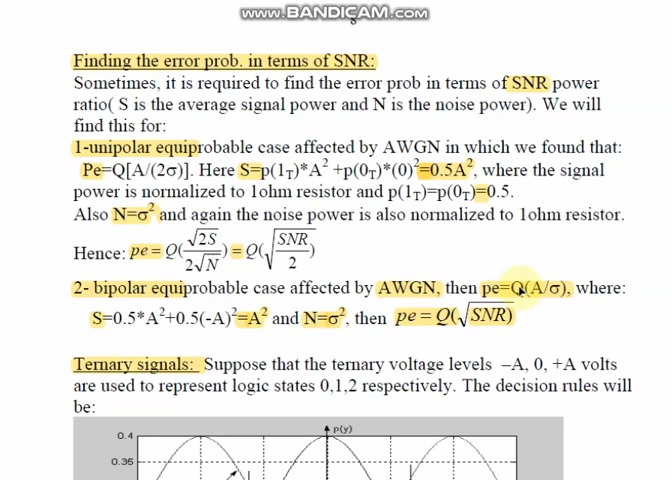 www.BANDICAM.com
8
Finding the error prob. in terms of SNR:
Sometimes, it is required to find the error prob in terms of SNR power
ratio( S is the average signal power and N is the noise power). We will
find this for:
1-unipolar equiprobable case affected by AWGN in which we found that:
Pe=Q[A/(2σ)]. Here S=p(1T)*A² +p(0T)*(0)²=0.5A², where the signal
power is normalized to 1ohm resistor and p(1T)=p(0T)=0.5.
Also N=σ² and again the noise power is also normalized to 1ohm resistor.
Hence: pe = Q(√2S / 2√N) = Q(√(SNR / 2))
2- bipolar equiprobable case affected by AWGN, then pe=Q(A/σ), where:
S=0.5*A²+0.5(-A)²=A² and N=σ², then pe = Q(√SNR)
Ternary signals: Suppose that the ternary voltage levels –A, 0, +A volts
are used to represent logic states 0,1,2 respectively. The decision rules will
be:
p(y)
0.4
0.35